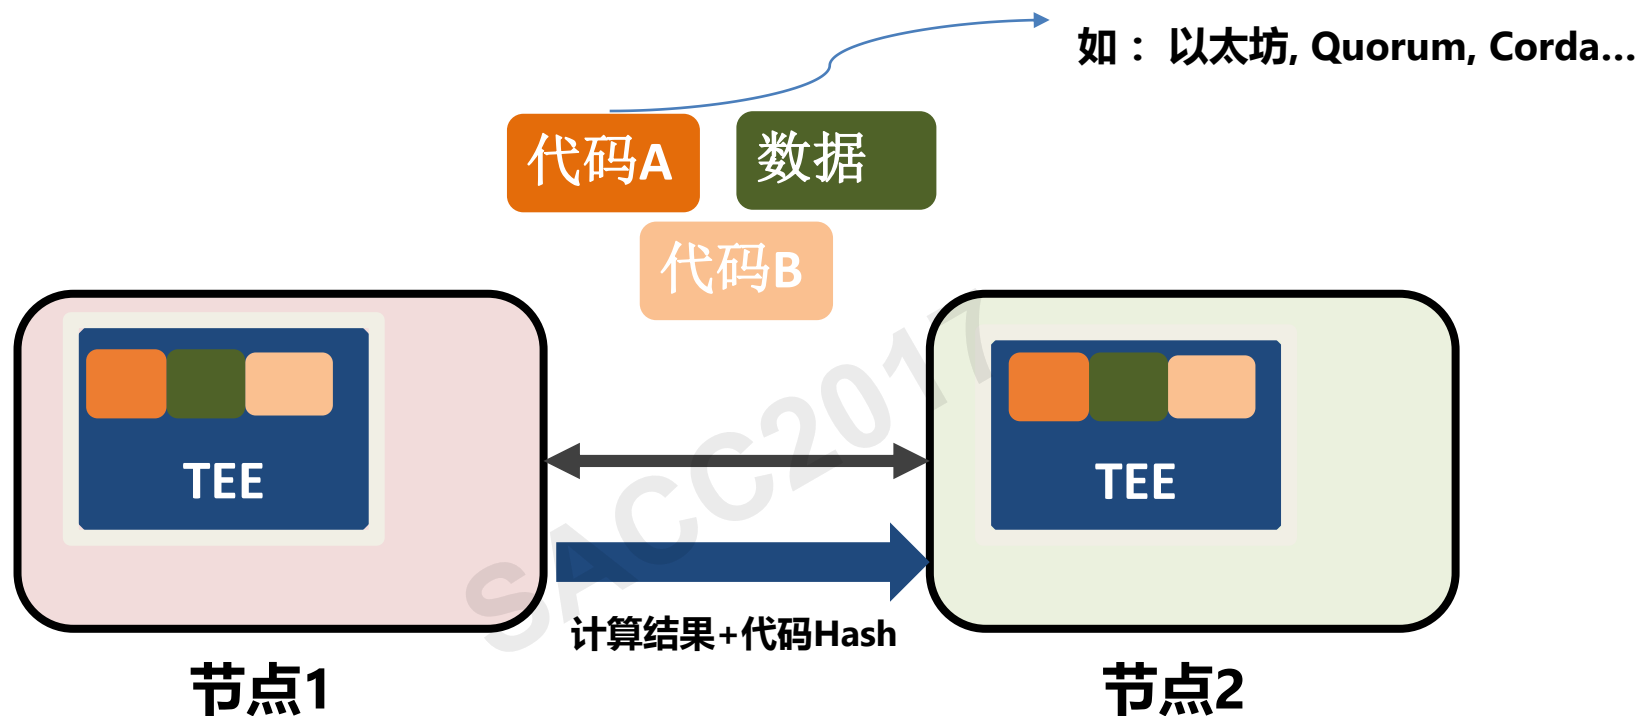 如： 以太坊, Quorum, Corda...
代码A
数据
代码B
TEE
TEE
SACC2017
计算结果+代码Hash
节点1
节点2